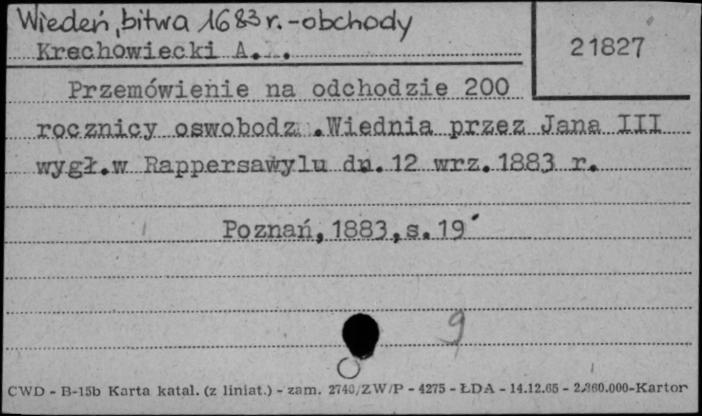 Wiedeń, bitwa 1683 r. - obchody
Krechowiecki A...
21827
Przemówienie na odchodzie 200
rocznicy oswobodz.Wiednia przez Jana III
wygł.w Rapperswylu dn.12 wrz.1883 r.
Poznań,1883,s.19
9
CWD - B-15b Karta katal. (z liniat.) - zam. 2740/ZW/P - 4275 - ŁDA - 14.12.65 - 2.860.000-Kartor